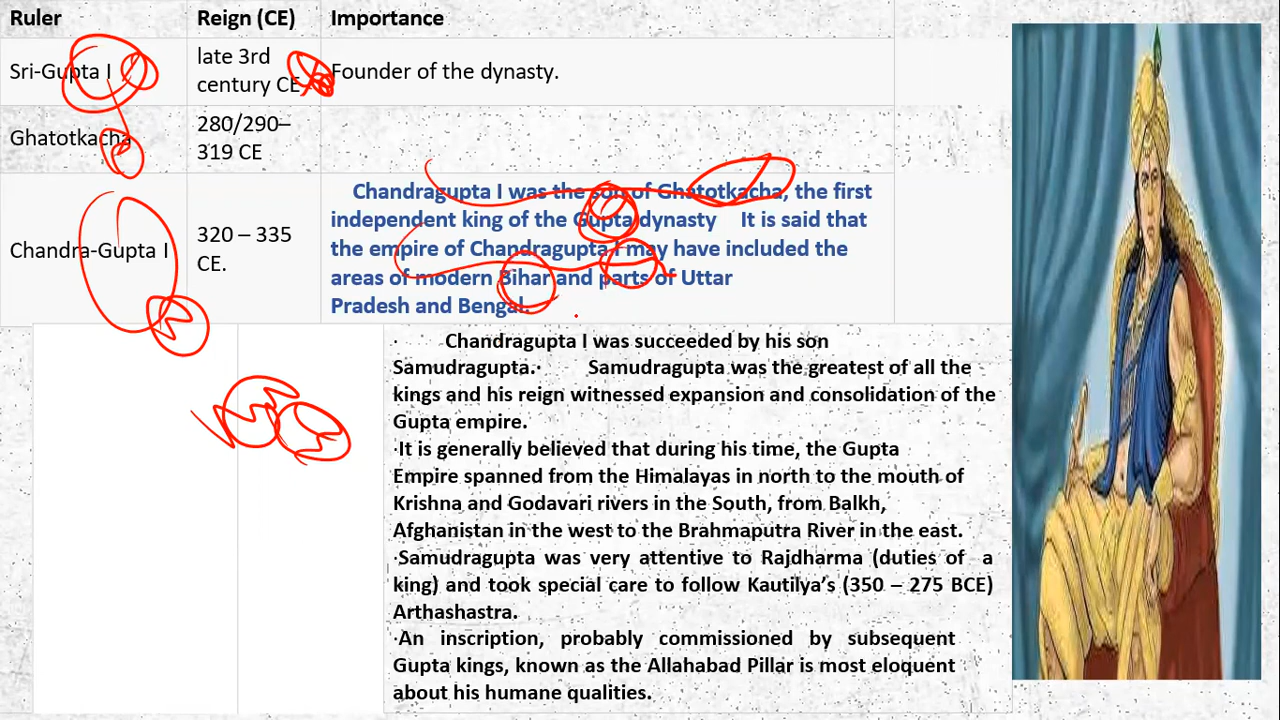 Ruler Reign (CE) Importance
Sri-Gupta I
late 3rd
century CE
Founder of the dynasty.
Ghatotkacha
280/290–
319 CE
Chandra-Gupta I
320 – 335
CE.
Chandragupta I was the son of Ghatotkacha, the first
independent king of the Gupta dynasty It is said that
the empire of Chandragupta I may have included the
areas of modern Bihar and parts of Uttar
Pradesh and Bengal.
· Chandragupta I was succeeded by his son
Samudragupta.· Samudragupta was the greatest of all the
kings and his reign witnessed expansion and consolidation of the
Gupta empire.
·It is generally believed that during his time, the Gupta
Empire spanned from the Himalayas in north to the mouth of
Krishna and Godavari rivers in the South, from Balkh,
Afghanistan in the west to the Brahmaputra River in the east.
·Samudragupta was very attentive to Rajdharma (duties of a
king) and took special care to follow Kautilya’s (350 – 275 BCE)
Arthashastra.
·An inscription, probably commissioned by subsequent
Gupta kings, known as the Allahabad Pillar is most eloquent
about his humane qualities.